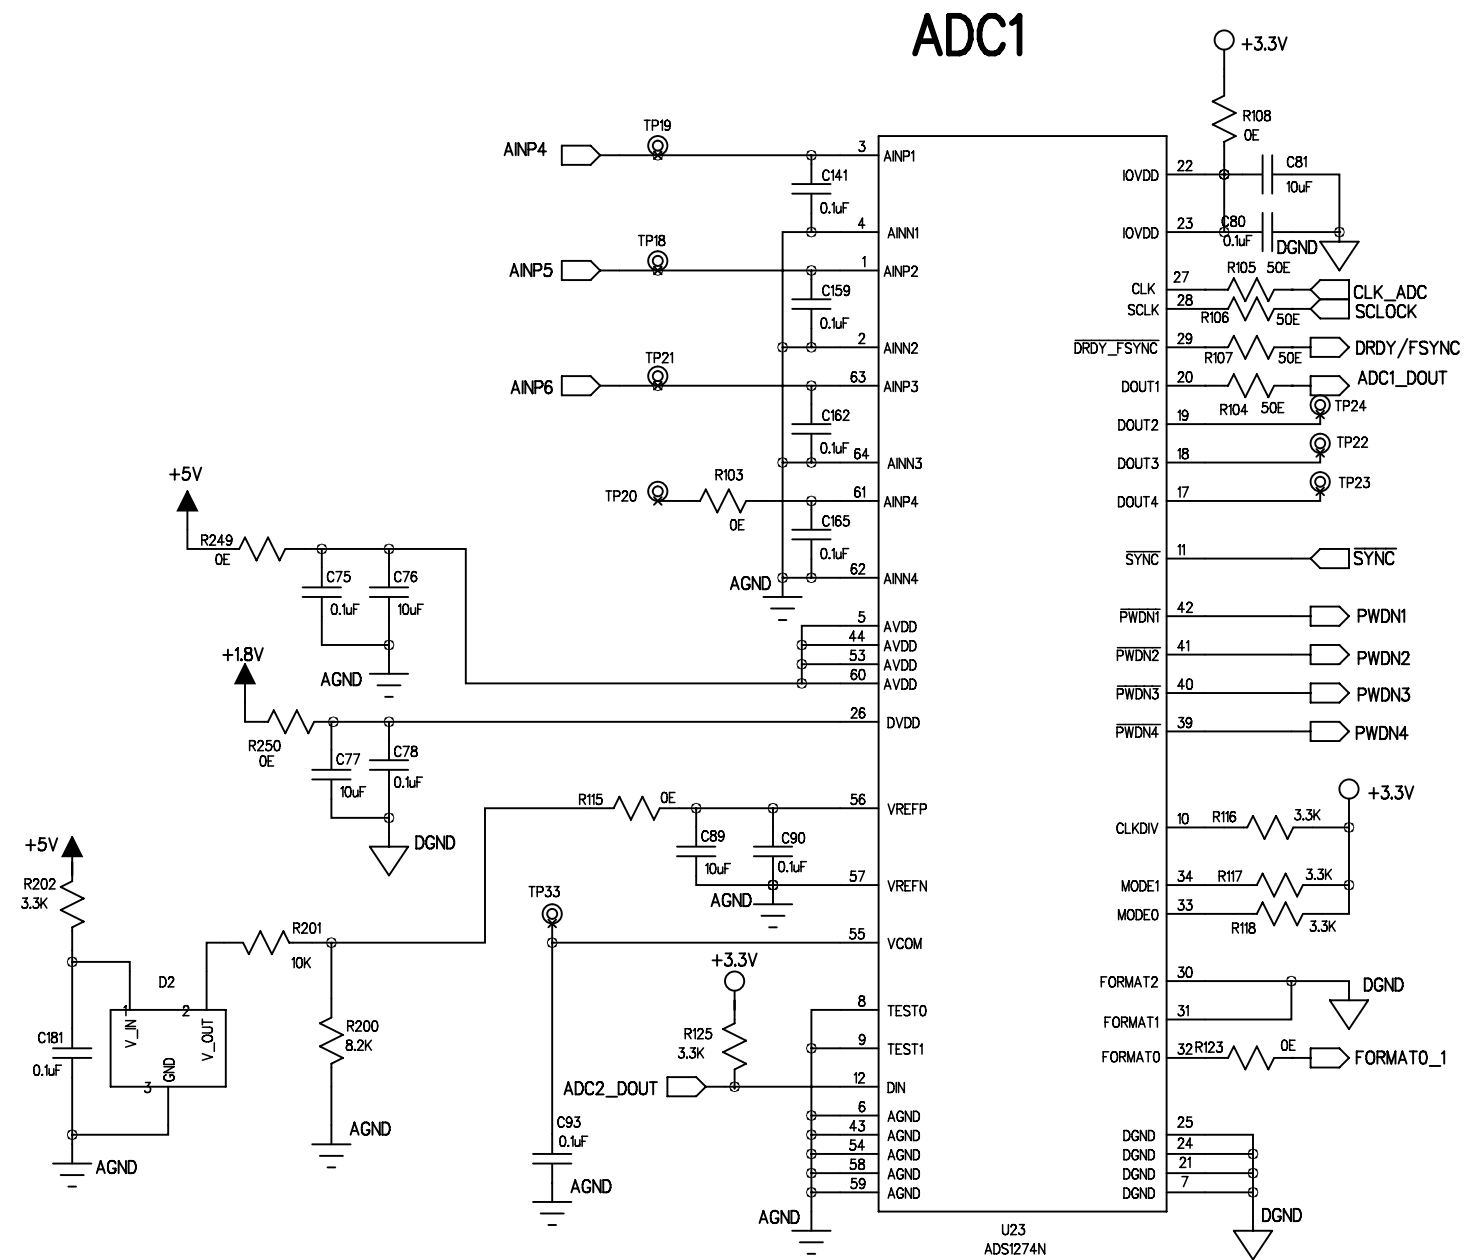 ADC1
+3.3V
R108
0E
TP19
AINP4
3
AINP1
C141
0.1uF
4
AINN1
22
IOVDD
C81
10uF
23
IOVDD
C80
0.1uF
DGND
TP18
AINP5
1
AINP2
C159
0.1uF
2
AINN2
R105
50E
27
CLK
CLK_ADC
28
SCLK
R106
50E
SCLOCK
DRDY_FSYNC
29
R107
50E
DRDY/FSYNC
TP21
AINP6
63
AINP3
C162
0.1uF
64
AINN3
DOUT1
20
R104
50E
ADC1_DOUT
DOUT2
19
TP24
DOUT3
18
TP22
DOUT4
17
TP23
TP20
R103
0E
61
AINP4
C165
0.1uF
62
AINN4
AGND
SYNC
11
SYNC
+5V
R249
0E
C75
0.1uF
C76
10uF
AGND
5
AVDD
44
AVDD
53
AVDD
60
AVDD
PWDN1
42
PWDN1
PWDN2
41
PWDN2
PWDN3
40
PWDN3
PWDN4
39
PWDN4
+1.8V
R250
0E
C77
10uF
C78
0.1uF
DGND
26
DVDD
R115
0E
56
VREFP
C89
10uF
C90
0.1uF
57
VREFN
AGND
+3.3V
CLKDIV
10
R116
3.3K
MODE1
34
R117
3.3K
MODE0
33
R118
3.3K
+5V
R202
3.3K
R201
10K
D2
1
2
V_IN
V_OUT
3
GND
C181
0.1uF
AGND
R200
8.2K
AGND
TP33
55
VCOM
C93
0.1uF
AGND
+3.3V
R125
3.3K
ADC2_DOUT
8
TEST0
9
TEST1
12
DIN
6
AGND
43
AGND
54
AGND
58
AGND
59
AGND
AGND
FORMAT2
30
DGND
FORMAT1
31
FORMAT0
32
R123
0E
FORMAT0_1
DGND
25
DGND
24
DGND
21
DGND
7
DGND
U23
ADS1274N